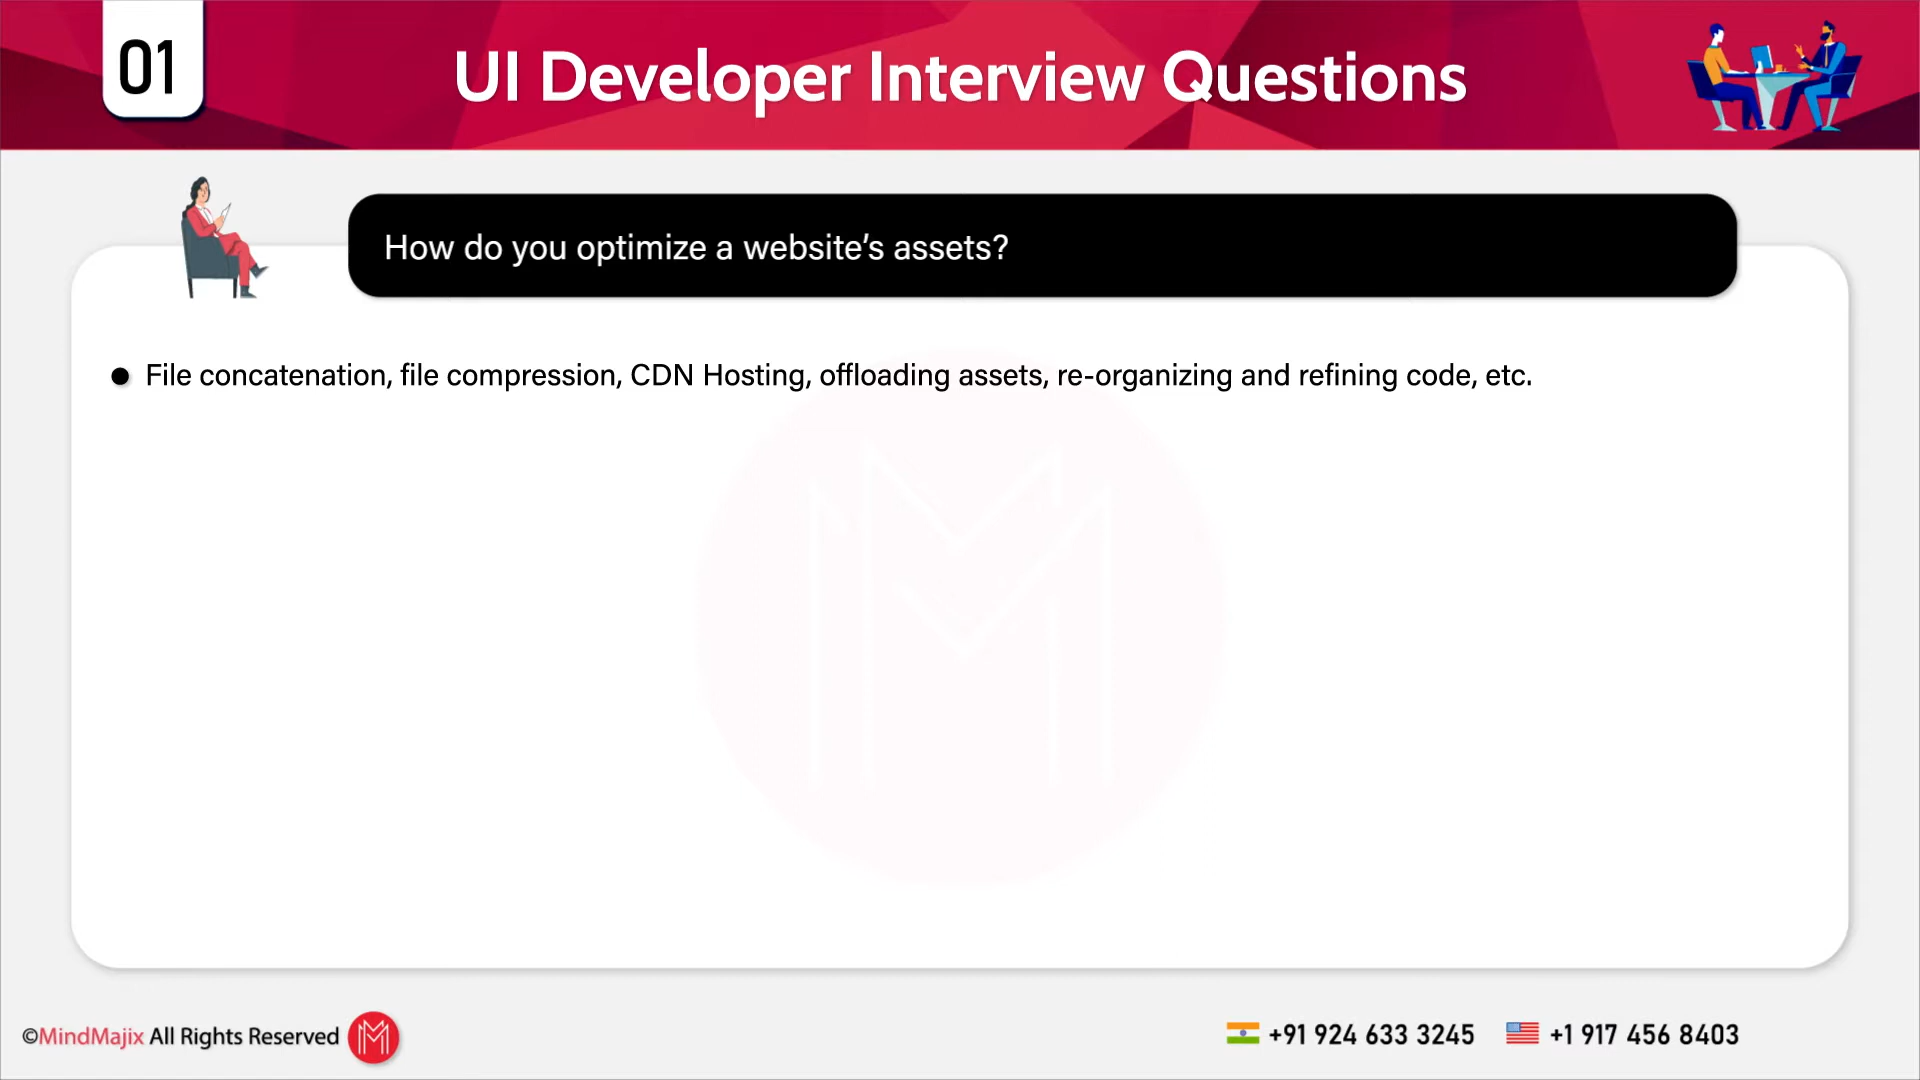 01
UI Developer Interview Questions
How do you optimize a website’s assets?
● File concatenation, file compression, CDN Hosting, offloading assets, re-organizing and refining code, etc.
©MindMajix All Rights Reserved
+91 924 633 3245
+1 917 456 8403